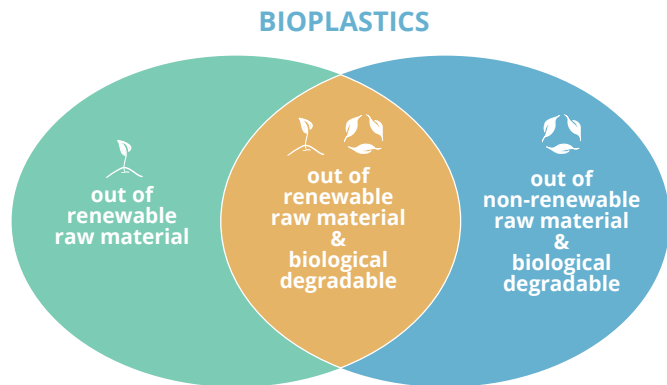 BIOPLASTICS
out of
renewable
raw material
out of
renewable
raw material
&
biological
degradable
out of
non-renewable
raw material
&
biological
degradable